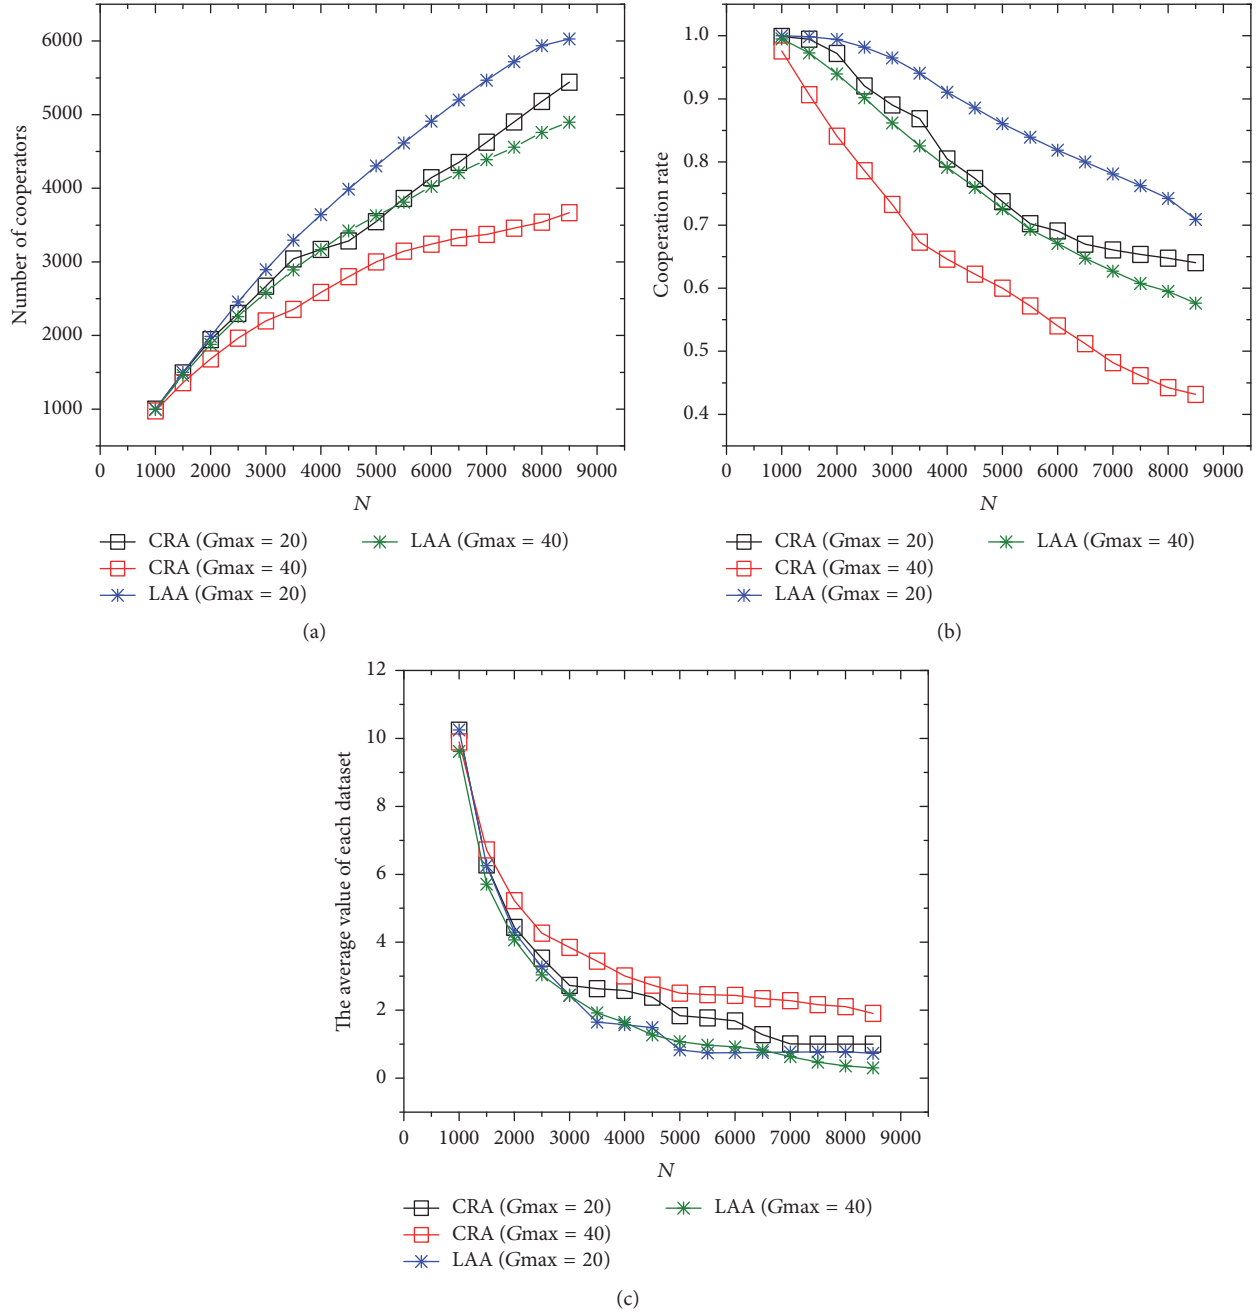 6000
5000
4000
3000
2000
1000
Number of cooperators
0 1000 2000 3000 4000 5000 6000 7000 8000 9000
N
CRA (Gmax = 20) LAA (Gmax = 40)
CRA (Gmax = 40)
LAA (Gmax = 20)
(a)
1.0
0.9
0.8
0.7
0.6
0.5
0.4
Cooperation rate
0 1000 2000 3000 4000 5000 6000 7000 8000 9000
N
CRA (Gmax = 20) LAA (Gmax = 40)
CRA (Gmax = 40)
LAA (Gmax = 20)
(b)
12
10
8
6
4
2
0
The average value of each dataset
0 1000 2000 3000 4000 5000 6000 7000 8000 9000
N
CRA (Gmax = 20) LAA (Gmax = 40)
CRA (Gmax = 40)
LAA (Gmax = 20)
(c)